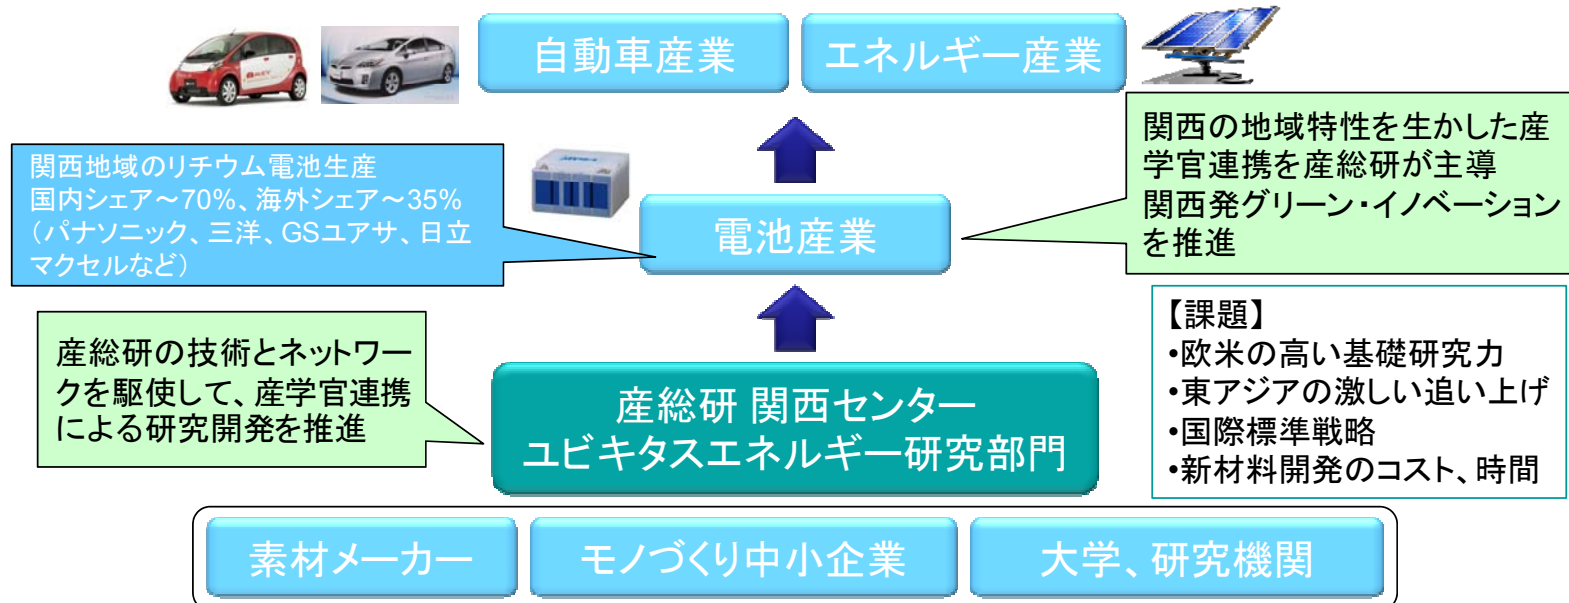 自動車産業
エネルギー産業
関西地域のリチウム電池生産
国内シェア～70%、海外シェア～35%
（パナソニック、三洋、GSユアサ、日立
マクセルなど）
電池産業
関西の地域特性を生かした産
学官連携を産総研が主導
関西発グリーン・イノベーション
を推進
産総研の技術とネットワー
クを駆使して、産学官連携
による研究開発を推進
産総研 関西センター
ユビキタスエネルギー研究部門
【課題】
•欧米の高い基礎研究力
•東アジアの激しい追い上げ
•国際標準戦略
•新材料開発のコスト、時間
素材メーカー
モノづくり中小企業
大学、研究機関